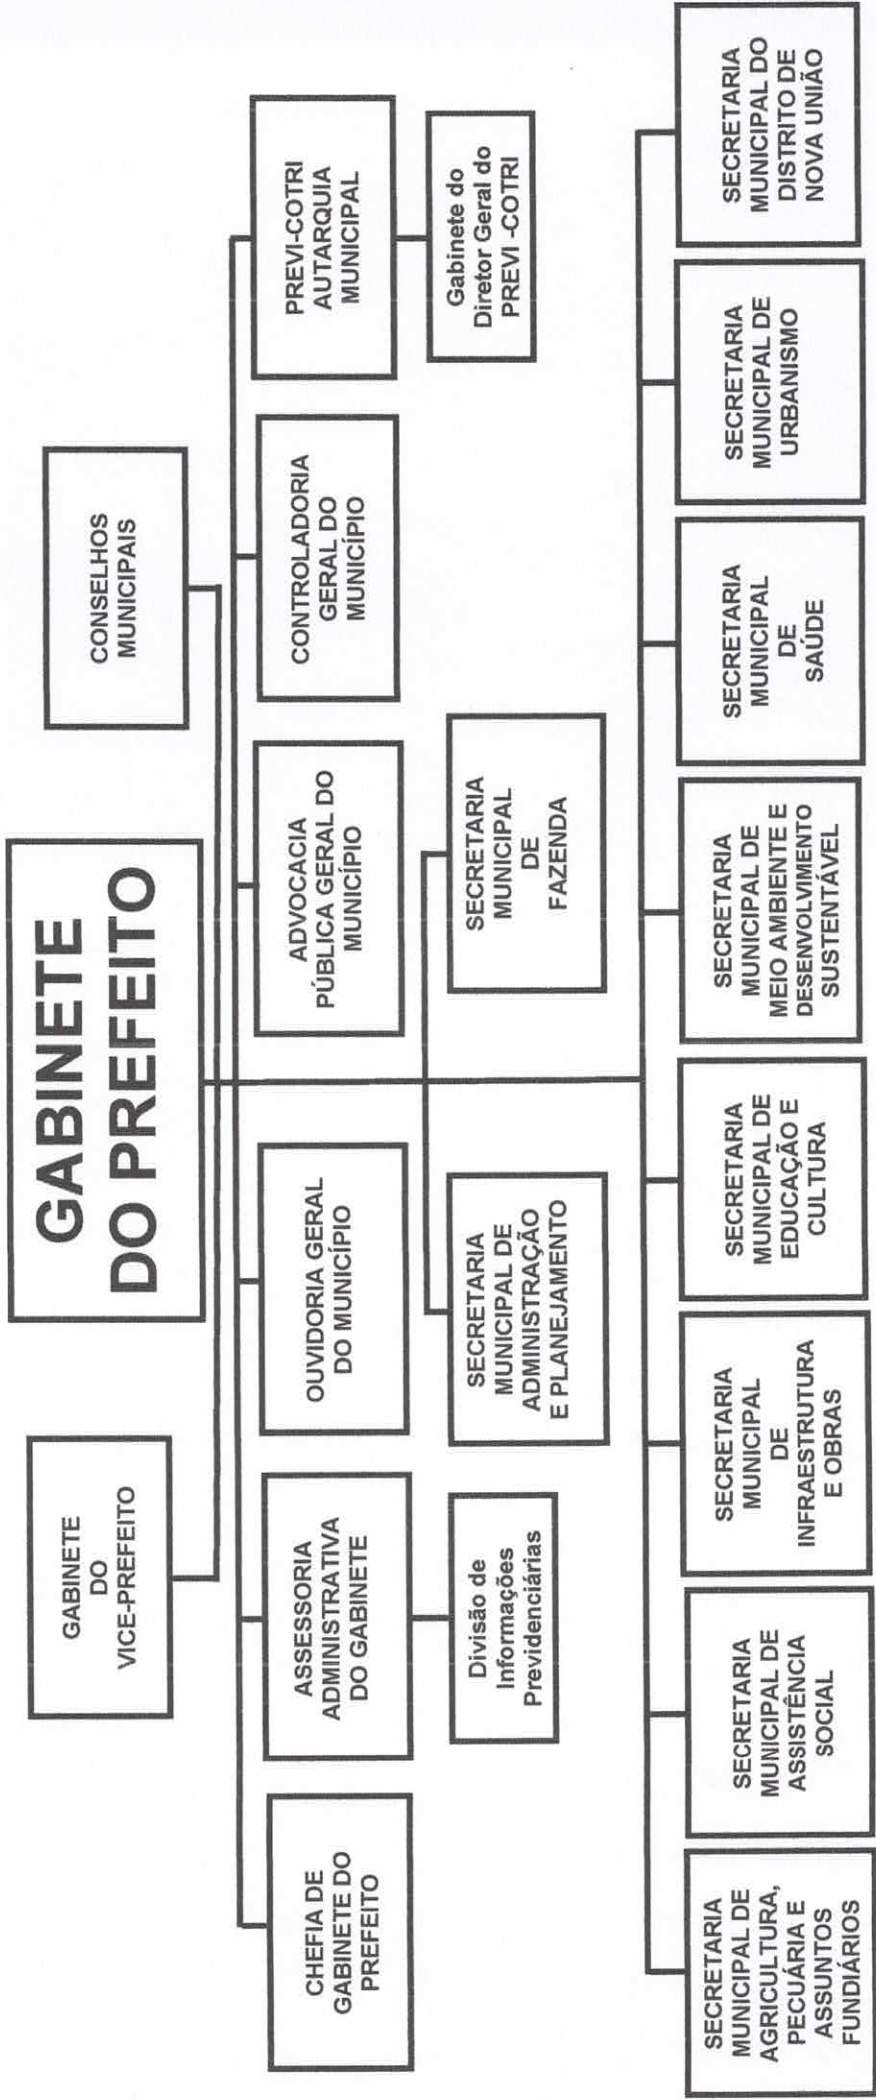 GABINETE
DO PREFEITO
GABINETE
DO
VICE-PREFEITO
CONSELHOS
MUNICIPAIS
CHEFIA DE
GABINETE DO
PREFEITO
ASSESSORIA
ADMINISTRATIVA
DO GABINETE
OUVIDORIA GERAL
DO MUNICÍPIO
ADVOCACIA
PÚBLICA GERAL DO
MUNICÍPIO
CONTROLADORIA
GERAL DO
MUNICÍPIO
PREVI-COTRI
AUTARQUIA
MUNICIPAL
Divisão de
Informações
Previdenciárias
SECRETARIA
MUNICIPAL DE
ADMINISTRAÇÃO
E PLANEJAMENTO
SECRETARIA
MUNICIPAL
DE
FAZENDA
Gabinete do
Diretor Geral do
PREVI -COTRI
SECRETARIA
MUNICIPAL DE
AGRICULTURA,
PECUÁRIA E
ASSUNTOS
FUNDIÁRIOS
SECRETARIA
MUNICIPAL DE
ASSISTÊNCIA
SOCIAL
SECRETARIA
MUNICIPAL
DE
INFRAESTRUTURA
E OBRAS
SECRETARIA
MUNICIPAL DE
EDUCAÇÃO E
CULTURA
SECRETARIA
MUNICIPAL DE
MEIO AMBIENTE E
DESENVOLVIMENTO
SUSTENTÁVEL
SECRETARIA
MUNICIPAL
DE
SAÚDE
SECRETARIA
MUNICIPAL DE
URBANISMO
SECRETARIA
MUNICIPAL DO
DISTRITO DE
NOVA UNIÃO